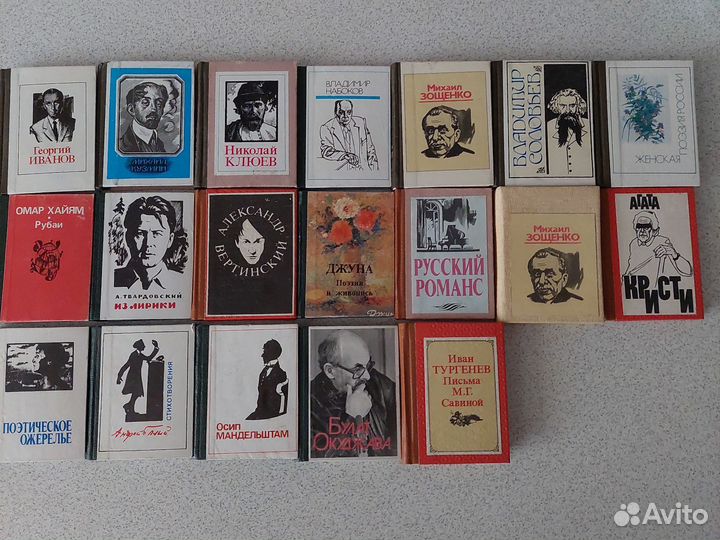 Георгий
ИВАНОВ
МИХАИЛ
КУЗМИН
Николай
КЛЮЕВ
ВЛАДИМИР
НАБОКОВ
Михаил
ЗОЩЕНКО
ВЛАДИМИР
СОЛОВЬЕВ
ЖЕНСКАЯ
ПОЭЗИЯ РОССИИ
ОМАР ХАЙЯМ
Рубаи
А. ТВАРДОВСКИЙ
ИЗ ЛИРИКИ
АЛЕКСАНДР
ВЕРТИНСКИЙ
ДЖУНА
Поэзия
и живопись
РУССКИЙ
РОМАНС
Михаил
ЗОЩЕНКО
АГАТА
КРИСТИ
ПОЭТИЧЕСКОЕ
ОЖЕРЕЛЬЕ
Андрей Белый
СТИХОТВОРЕНИЯ
ОСИП
МАНДЕЛЬШТАМ
БУЛАТ
ОКУДЖАВА
Иван
ТУРГЕНЕВ
Письма
М.Г.
Савиной
Avito